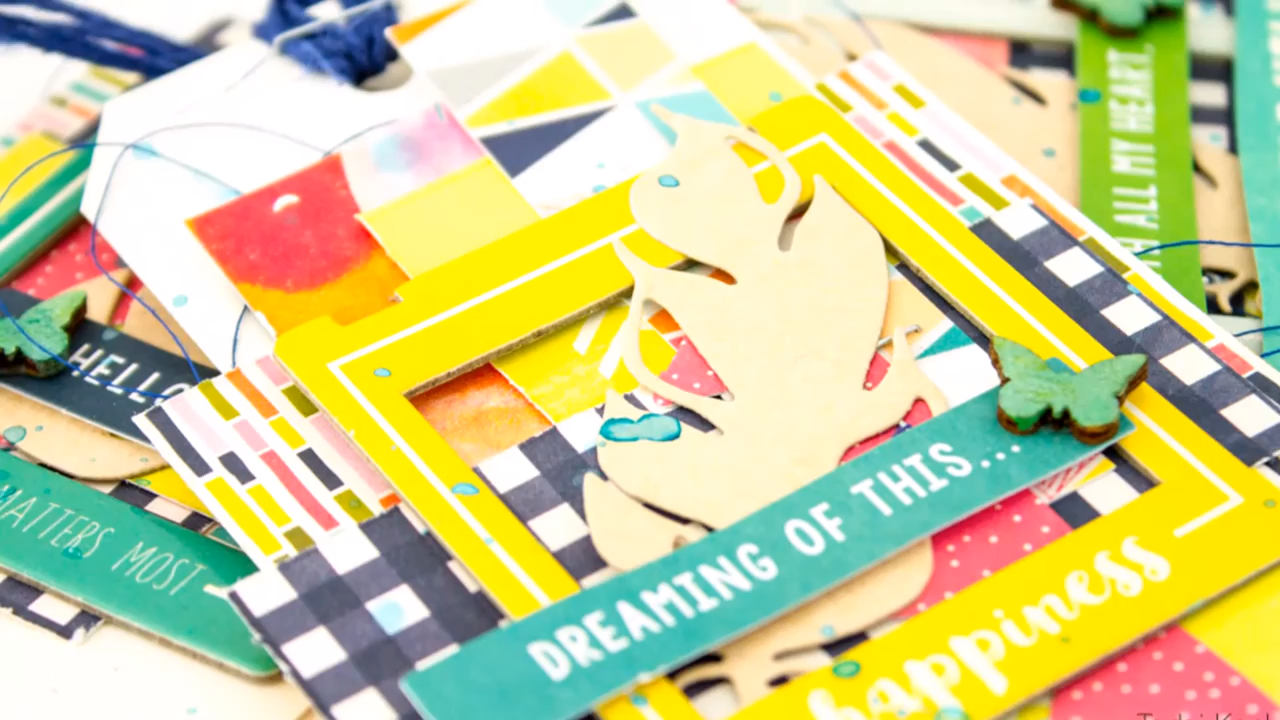 ALL MY HEART.
HELLO
MATTERS MOST
DREAMING OF THIS...
happiness